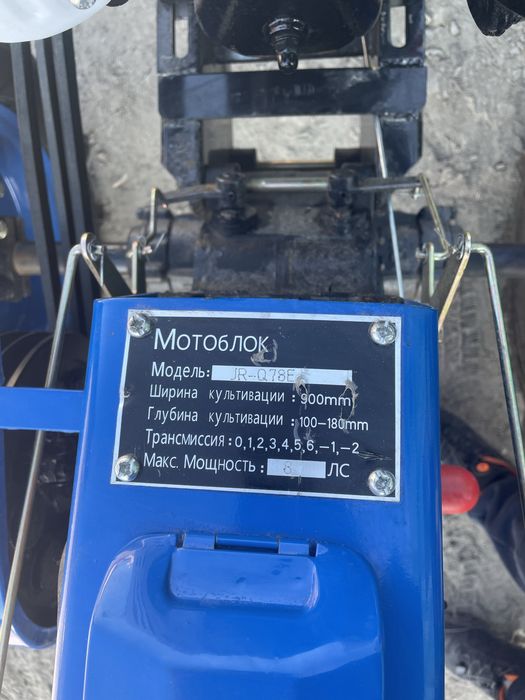 Мотоблок
Модель: JR-Q78E
Ширина культивации : 900mm
Глубина культивации : 100-180mm
Трансмиссия : 0,1,2,3,4,5,6,-1,-2
Макс. Мощность : 8 ЛС